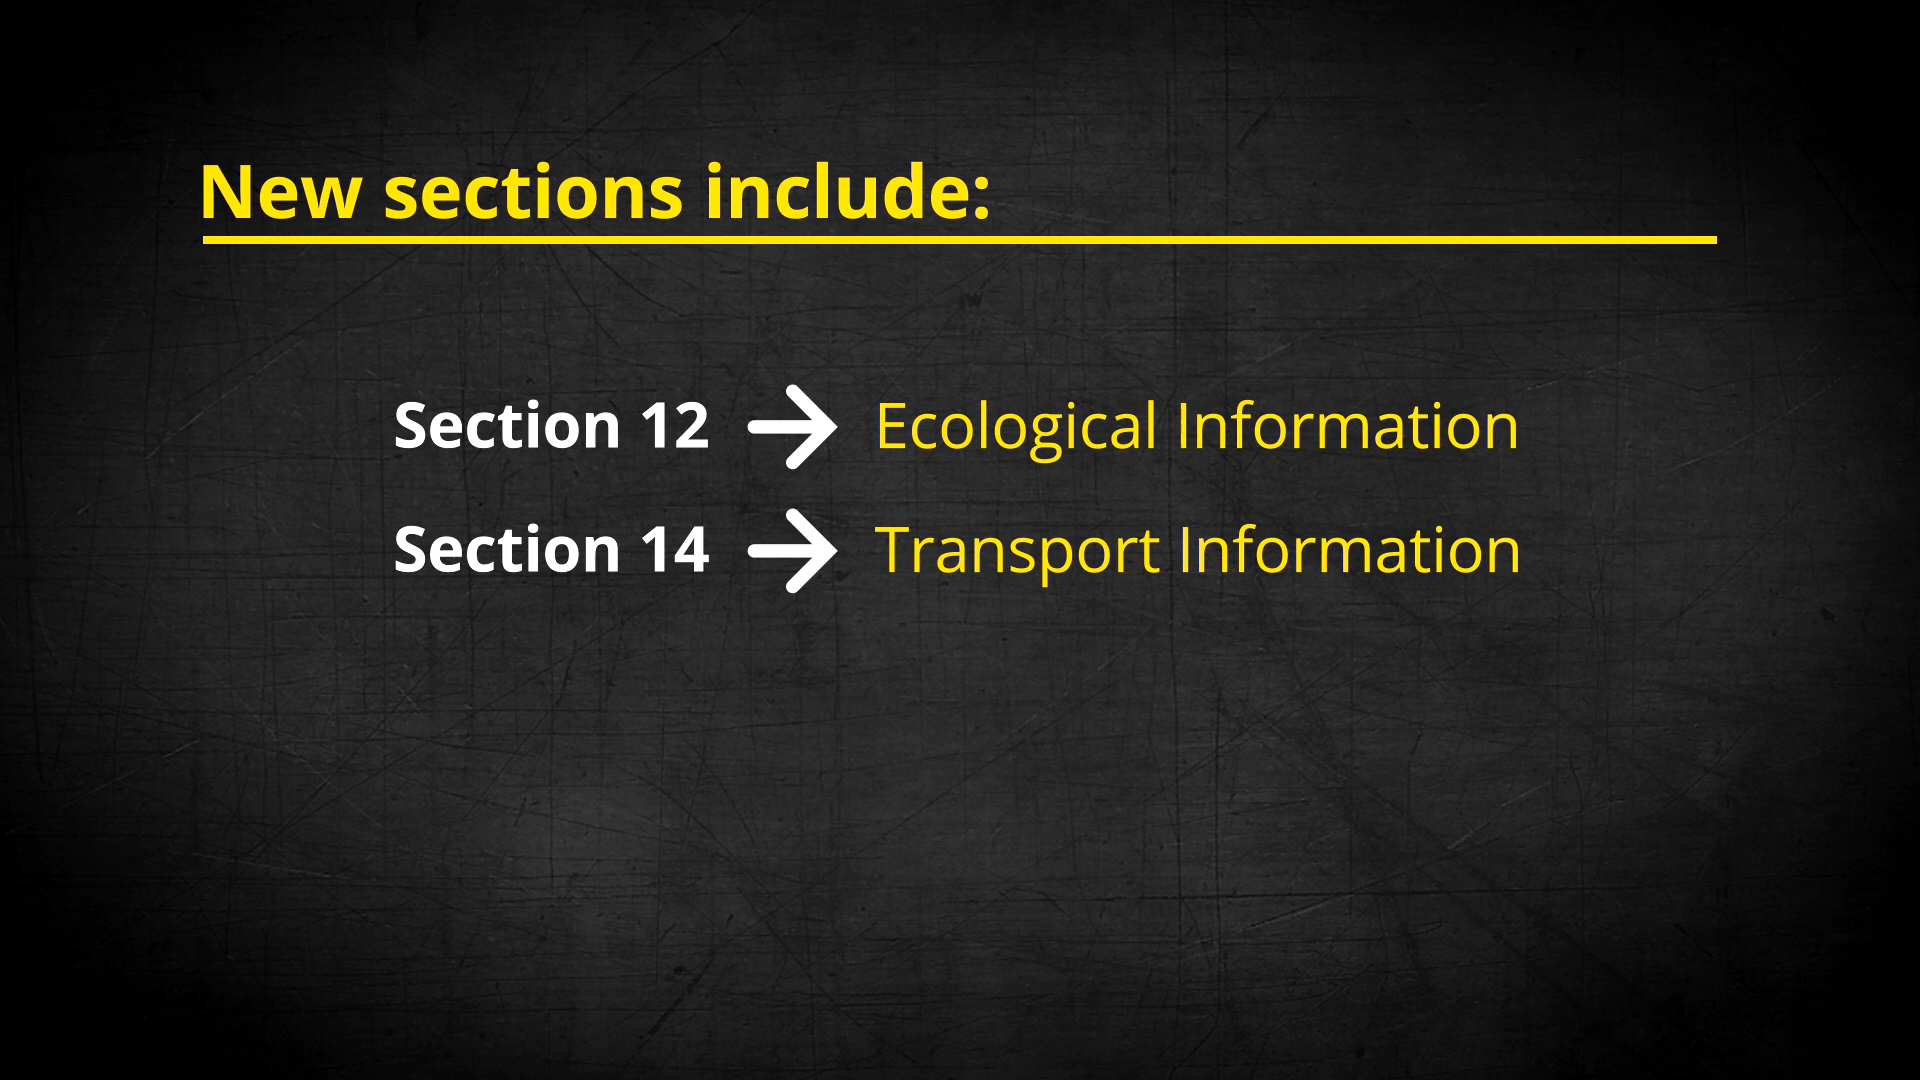 New sections include:
Section 12 → Ecological Information
Section 14 → Transport Information